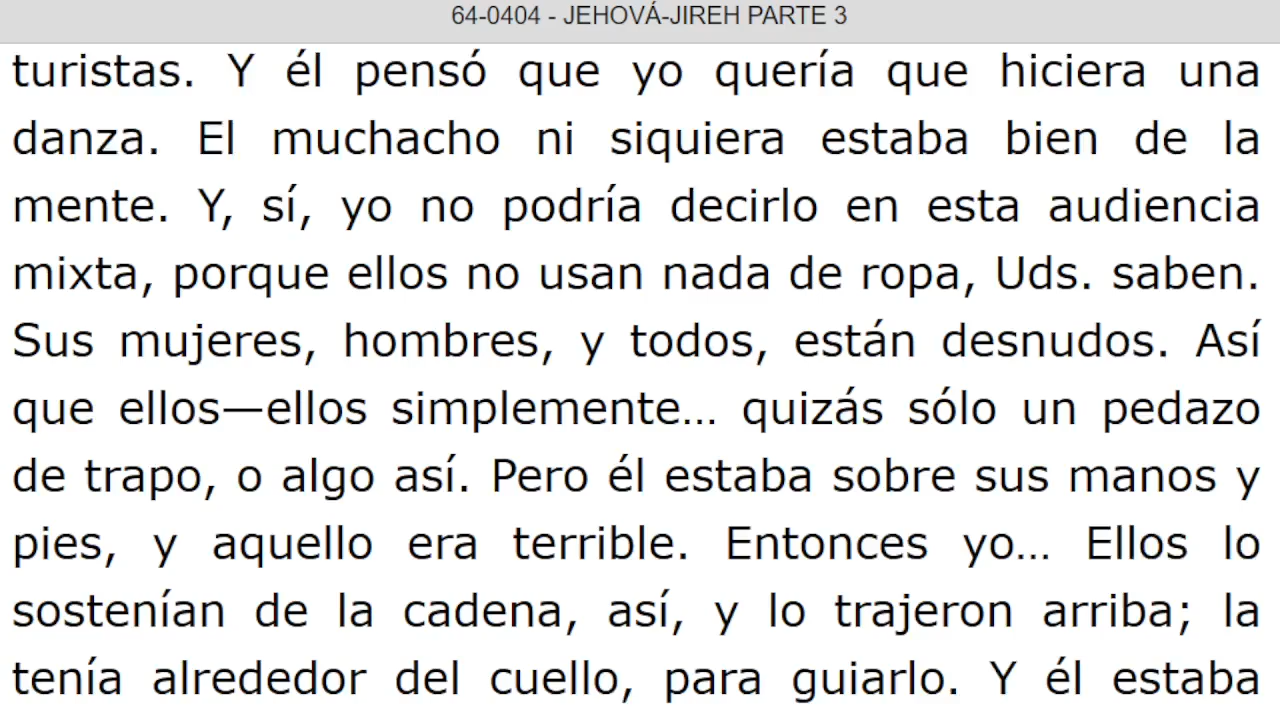 64-0404 - JEHOVÁ-JIREH PARTE 3
turistas. Y él pensó que yo quería que hiciera una
danza. El muchacho ni siquiera estaba bien de la
mente. Y, sí, yo no podría decirlo en esta audiencia
mixta, porque ellos no usan nada de ropa, Uds. saben.
Sus mujeres, hombres, y todos, están desnudos. Así
que ellos—ellos simplemente... quizás sólo un pedazo
de trapo, o algo así. Pero él estaba sobre sus manos y
pies, y aquello era terrible. Entonces yo... Ellos lo
sostenían de la cadena, así, y lo trajeron arriba; la
tenía alrededor del cuello, para guiarlo. Y él estaba